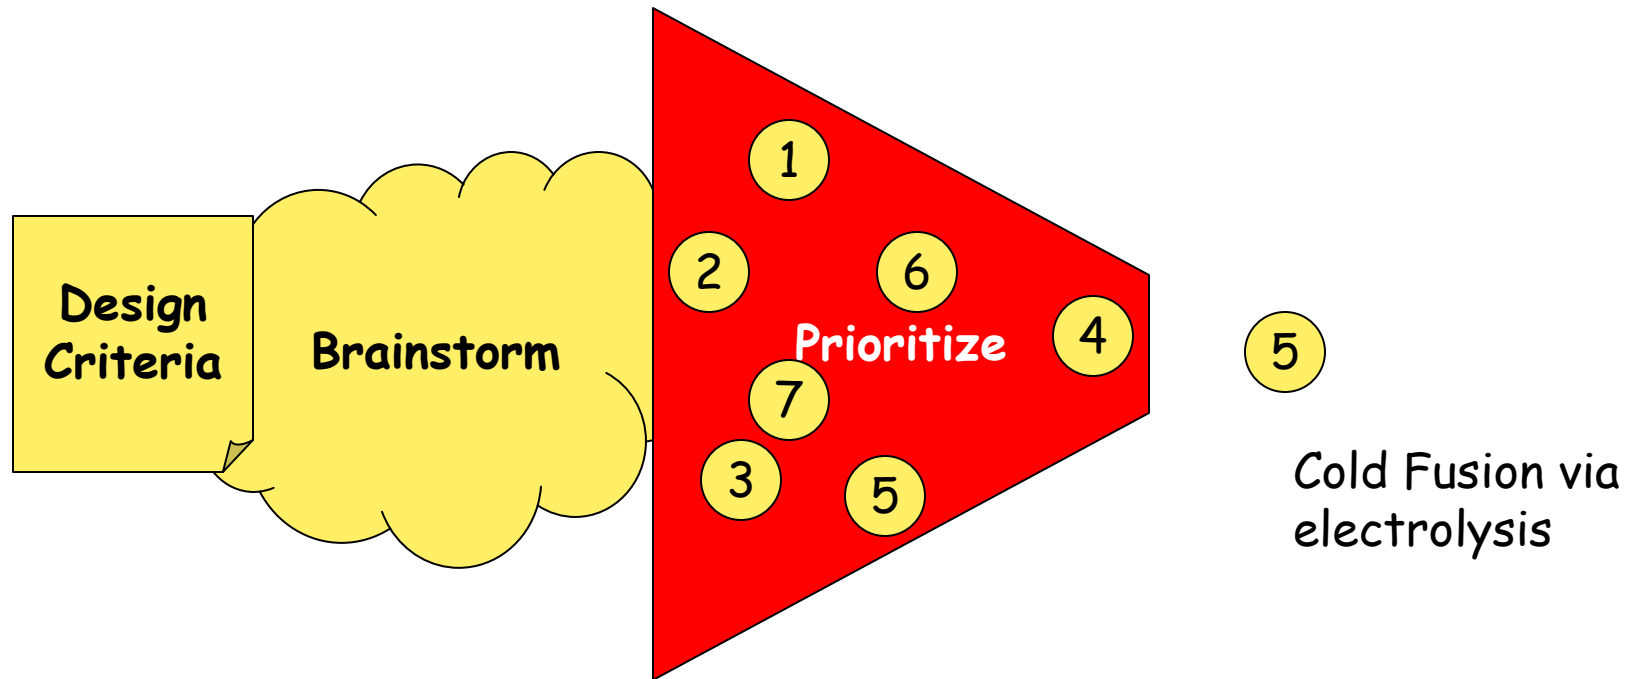 Design
Criteria
Brainstorm
1
2
6
Prioritize
4
7
3
5
5
Cold Fusion via
electrolysis